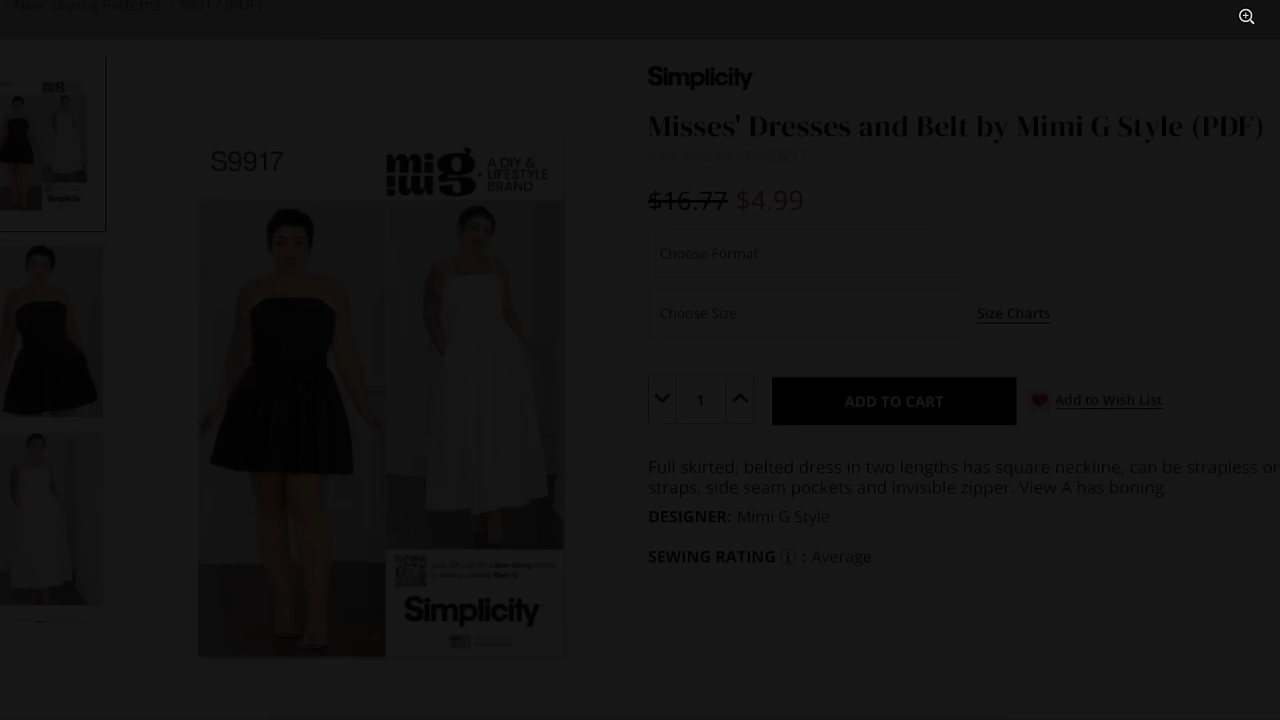 / New Sewing Patterns / S9917 (PDF)
Simplicity
Misses' Dresses and Belt by Mimi G Style (PDF)
$16.77 $4.99
Choose Format
Choose Size
Size Charts
1
ADD TO CART
Add to Wish List
Full skirted, belted dress in two lengths has square neckline, can be strapless or
straps, side seam pockets and invisible zipper. View A has boning.
DESIGNER: Mimi G Style
SEWING RATING ⓘ : Average
S9917
mimi g. A DIY &
LIFESTYLE
BRAND
Simplicity